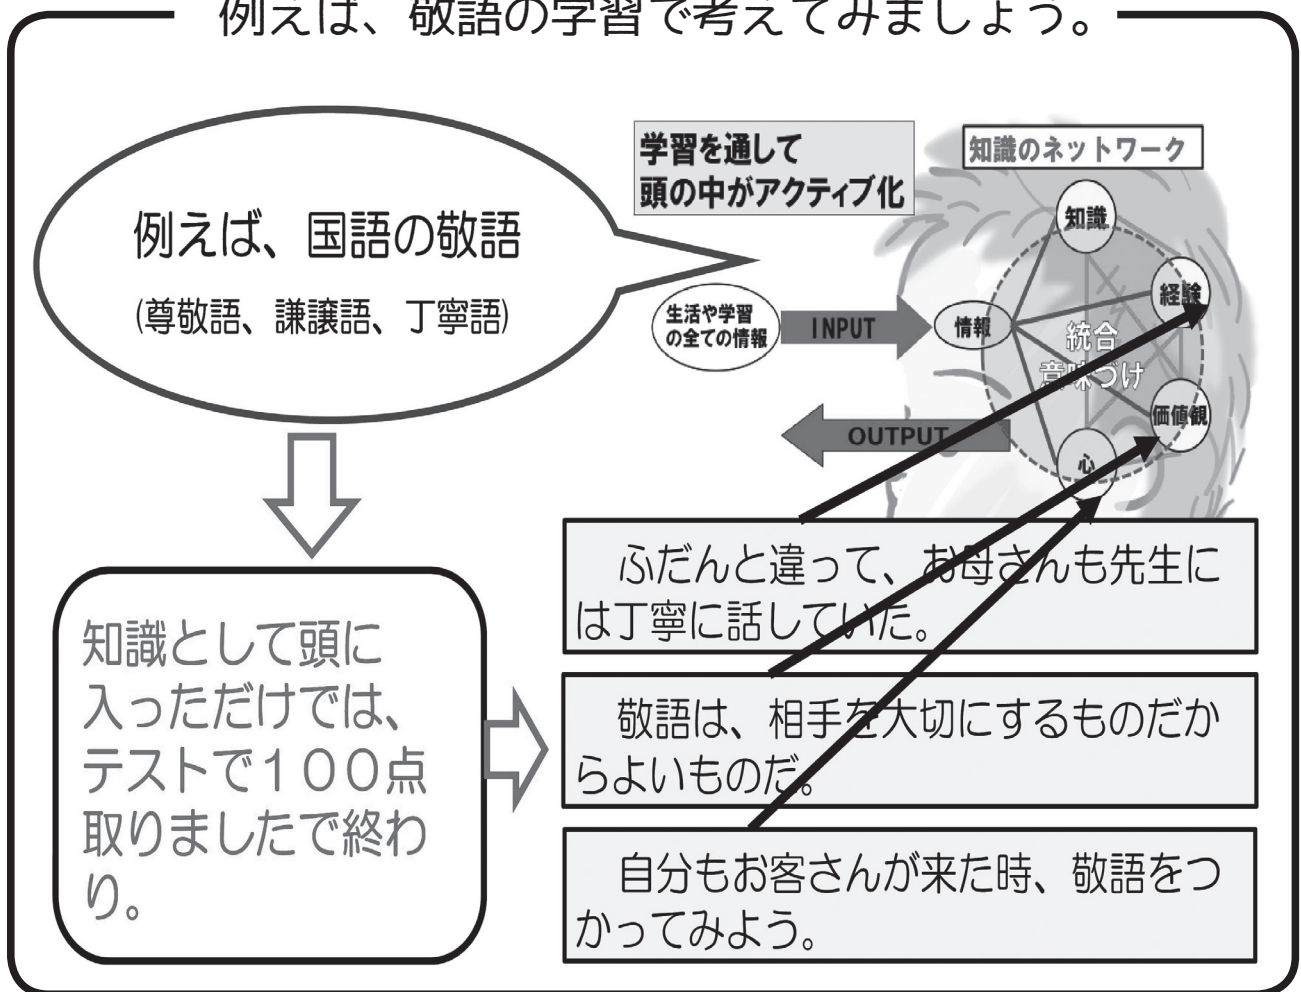 例えば、敬語の学習で考えてみましょう。
例えば、国語の敬語
(尊敬語、謙譲語、丁寧語)
学習を通して
頭の中がアクティブ化
知識のネットワーク
知識
経験
生活や学習
の全ての情報
INPUT
情報
統合
意味づけ
価値観
OUTPUT
心
知識として頭に
入っただけでは、
テストで100点
取りましたで終わ
り。
ふだんと違って、お母さんも先生に
は丁寧に話していた。
敬語は、相手を大切にするものだか
らよいものだ。
自分もお客さんが来た時、敬語をつ
かってみよう。